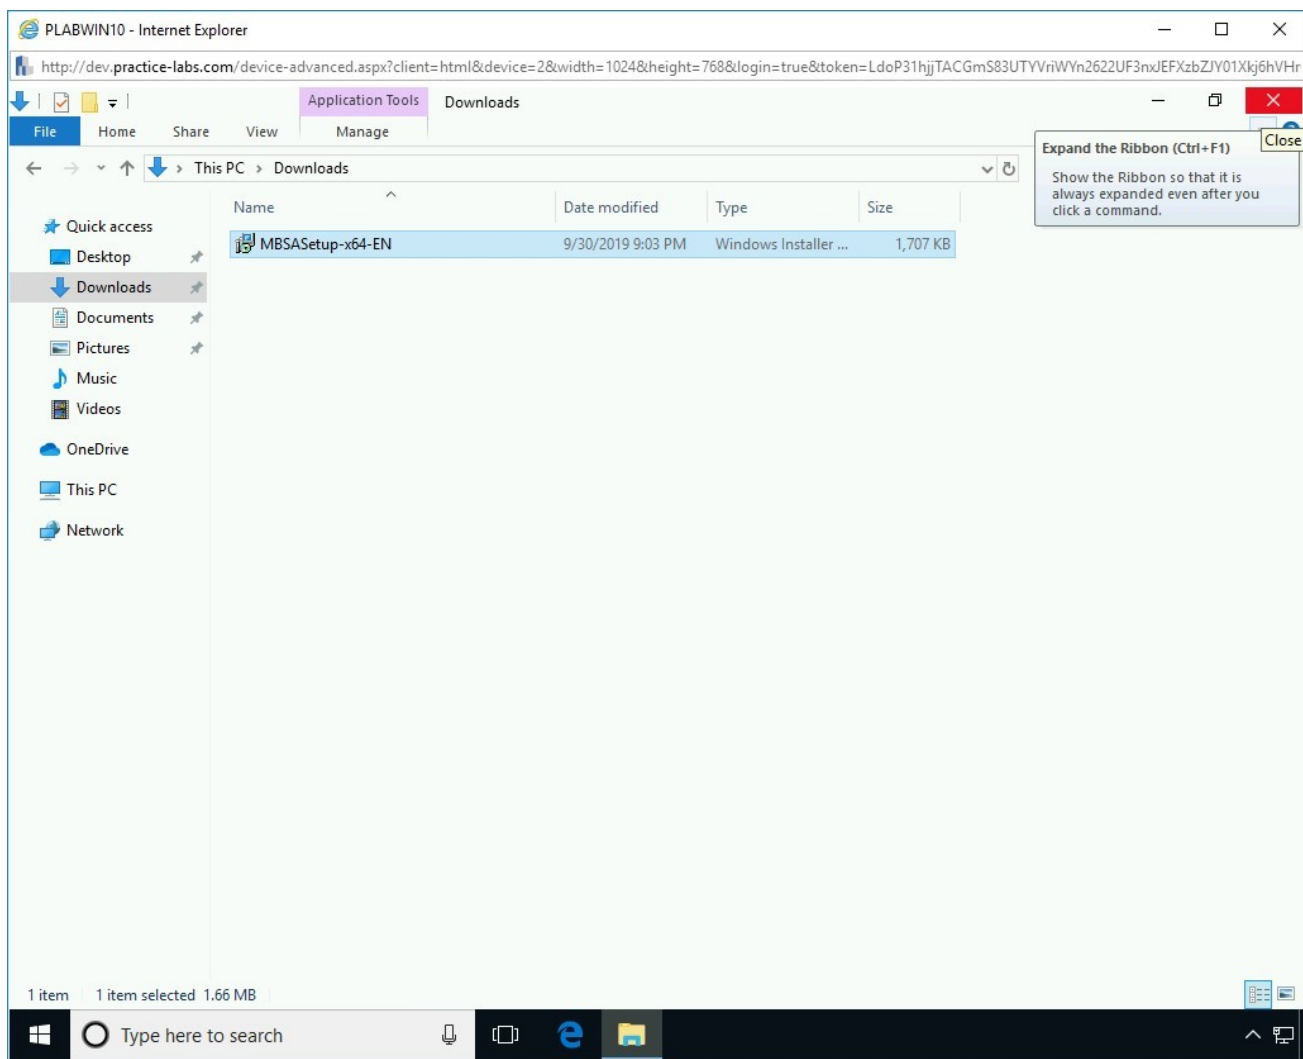 PLABWIN10 - Internet Explorer
http://dev.practice-labs.com/device-advanced.aspx?client=html&device=2&width=1024&height=768&login=true&token=LdoP31hjjTACGmS83UTYVriWYn2622UF3nxJEFXzbZJY01Xkj6hVHr
Application Tools Downloads
File Home Share View Manage
Close
Expand the Ribbon (Ctrl+F1)
Show the Ribbon so that it is
always expanded even after you
click a command.
This PC > Downloads
Name Date modified Type Size
MBSASetup-x64-EN 9/30/2019 9:03 PM Windows Installer ... 1,707 KB
Quick access
Desktop
Downloads
Documents
Pictures
Music
Videos
OneDrive
This PC
Network
1 item 1 item selected 1.66 MB
Type here to search